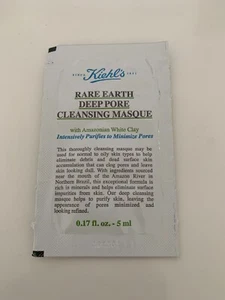 SINCE Kiehl's 1851
RARE EARTH
DEEP PORE
CLEANSING MASQUE
with Amazonian White Clay
Intensively Purifies to Minimize Pores
This thoroughly cleansing masque may be
used for normal to oily skin types to help
eliminate debris and dead surface skin
accumulation that can clog pores and leave
skin looking dull. With ingredients sourced
near the mouth of the Amazon River in
Northern Brazil, this exceptional formula is
rich in minerals and helps eliminate surface
impurities from skin. Our deep cleansing
masque helps to purify skin, leaving the
appearance of pores minimized and
looking refined.
0.17 fl. oz. - 5 ml